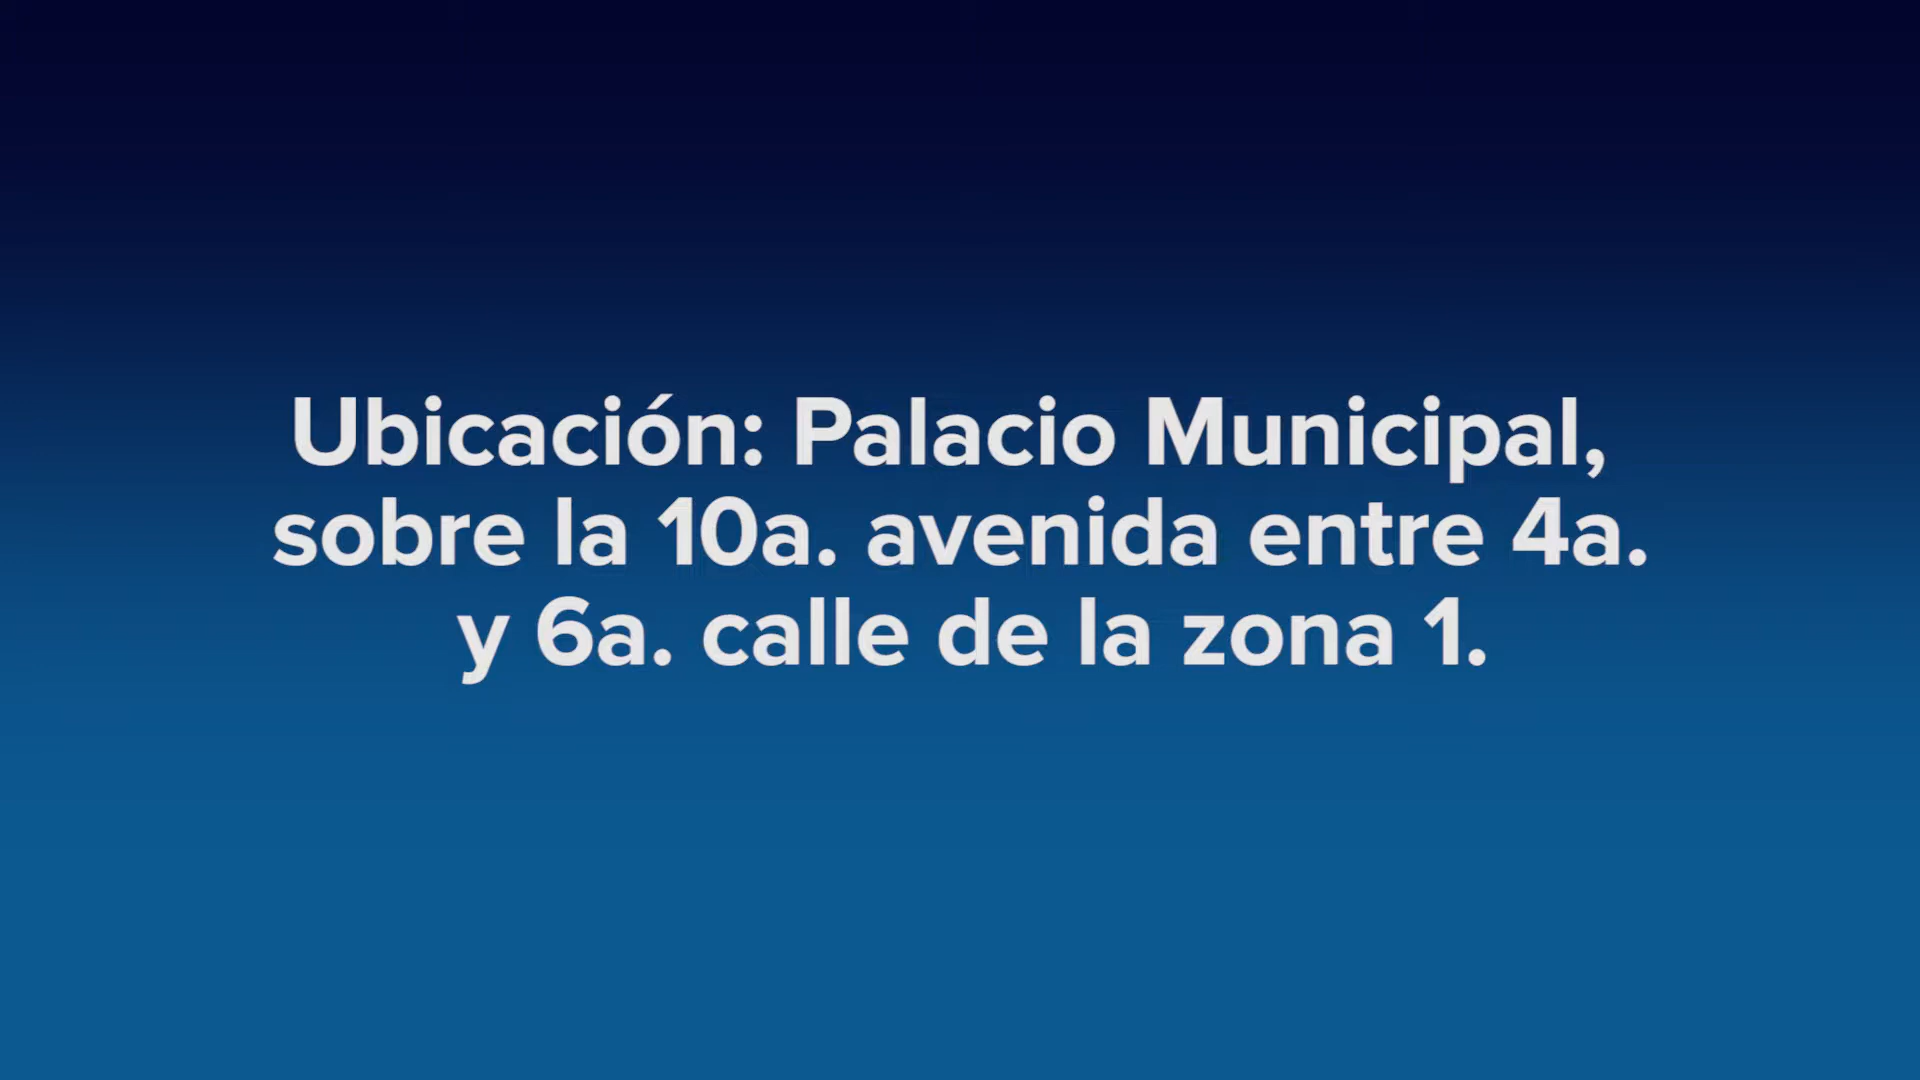 Ubicación: Palacio Municipal,
sobre la 10a. avenida entre 4a.
y 6a. calle de la zona 1.